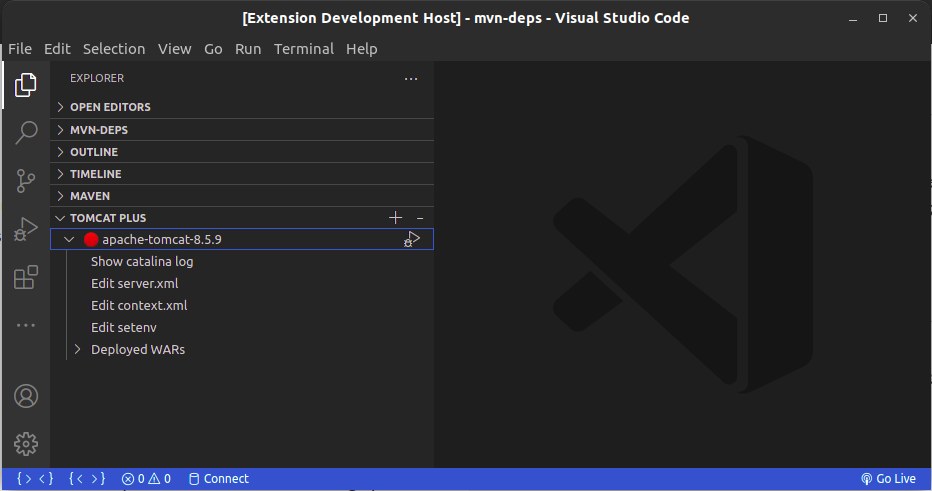 [Extension Development Host] - mvn-deps - Visual Studio Code
File Edit Selection View Go Run Terminal Help
EXPLORER
OPEN EDITORS
MVN-DEPS
OUTLINE
TIMELINE
MAVEN
TOMCAT PLUS
apache-tomcat-8.5.9
Show catalina log
Edit server.xml
Edit context.xml
Edit setenv
Deployed WARs
0 0 Connect Go Live